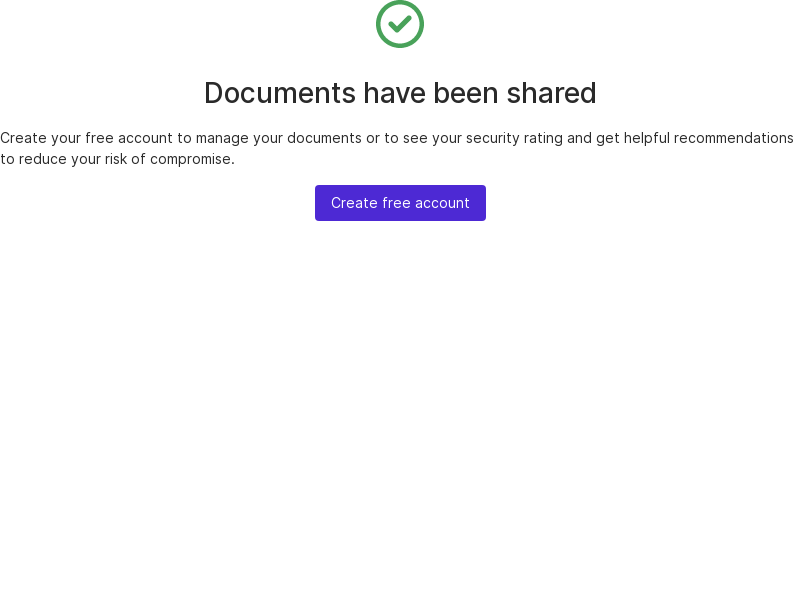 Documents have been shared
Create your free account to manage your documents or to see your security rating and get helpful recommendations
to reduce your risk of compromise.
Create free account